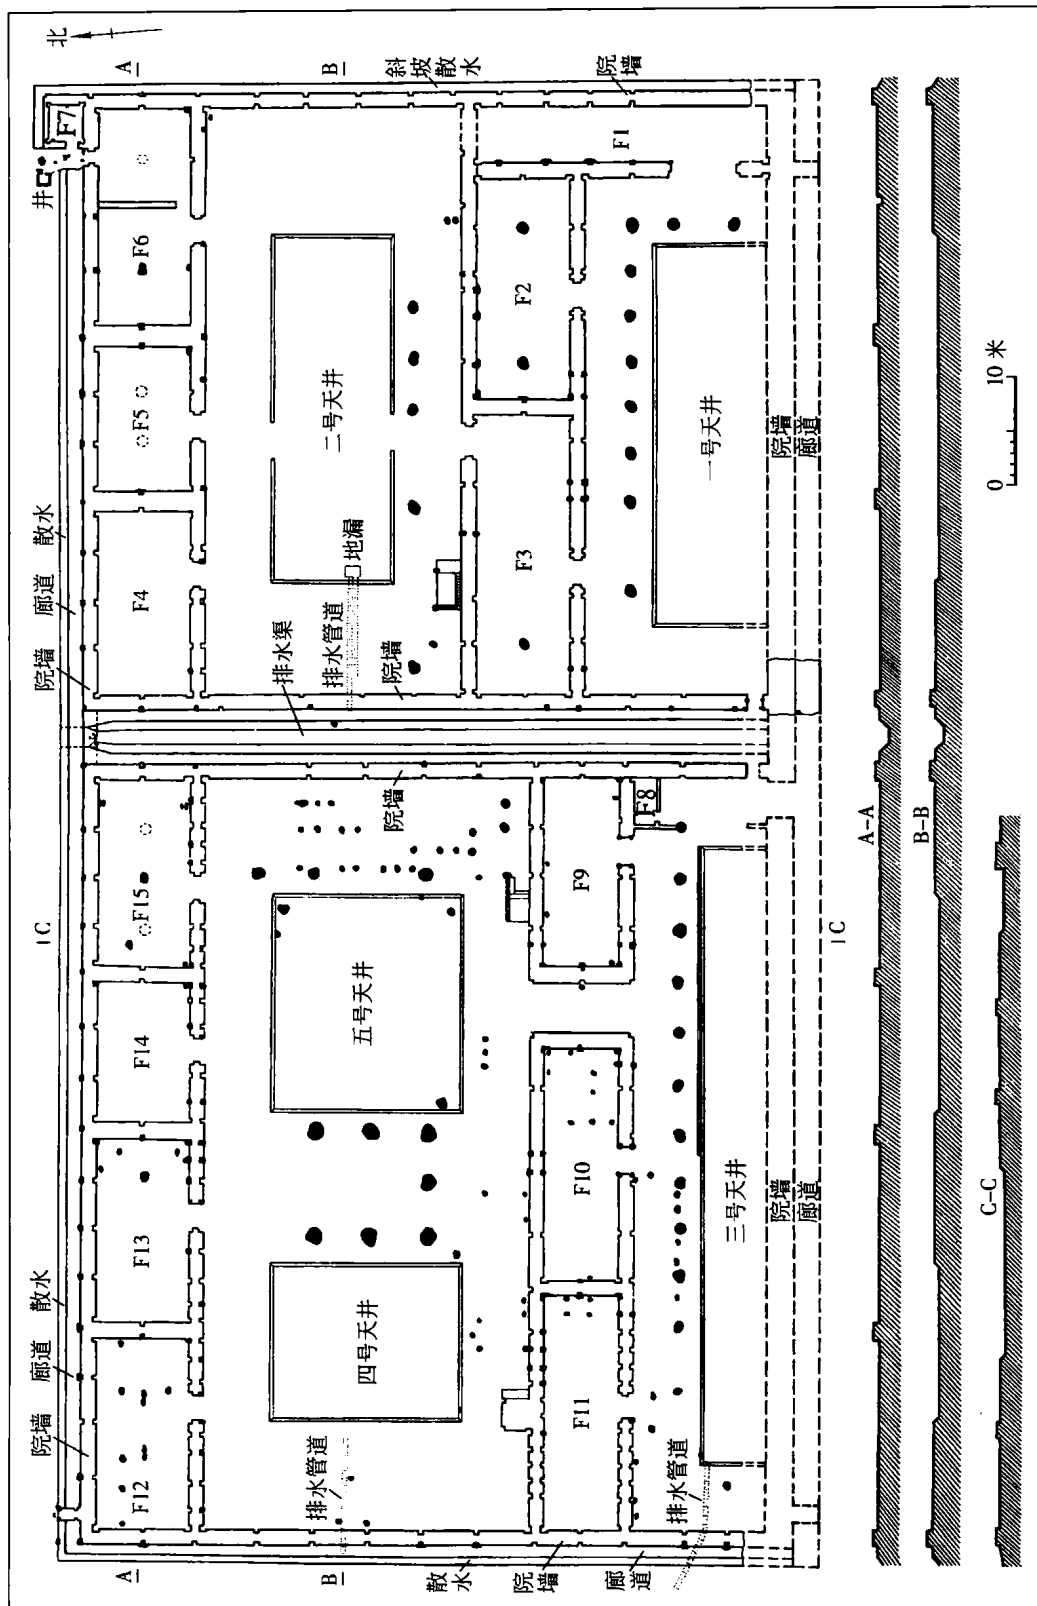 北
A
B
斜坡散水
院墙
井
F7
F6
F5
F4
F2
F1
F3
二号天井
一号天井
地漏
排水管道
排水渠
院墙
散水
廊道
院墙
院墙
廊道
0
10 米
C
F15
F14
F13
F12
院墙
F9
F8
F10
F11
五号天井
四号天井
三号天井
C
散水
廊道
院墙
排水管道
排水管道
院墙
廊道
A
B
散水
院墙
廊道
A-A
B-B
C-C